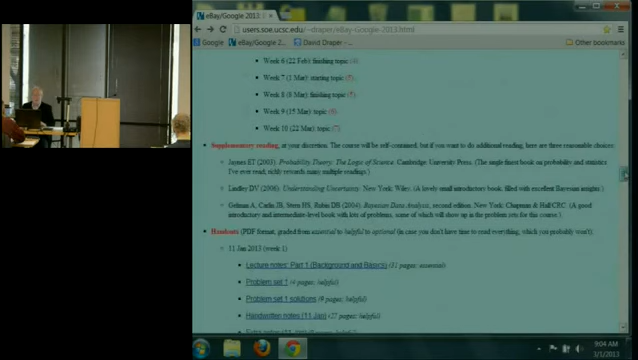 eBay/Google 2013
users.soe.ucsc.edu/~draper/eBay-Google-2013.html
Google
eBay/Google 2013
David Draper
Other bookmarks
Week 6 (22 Feb) finishing topic (4)
Week 7 (1 Mar): starting topic (5)
Week 8 (8 Mar): finishing topic (5)
Week 9 (15 Mar): topic (6)
Week 10 (22 Mar): topic (7)
Supplementary reading, at your discretion. The course will be self-contained, but if you want to do additional reading, here are three reasonable choices:
Jaynes ET (2003). Probability Theory: The Logic of Science. Cambridge: University Press. (The single finest book on probability and statistics
I've ever read; richly rewards many multiple readings.)
Lindley DV (2006). Understanding Uncertainty. New York: Wiley. (A lovely small introductory book, filled with excellent Bayesian insights.)
Gelman A, Carlin JB, Stern HS, Rubin DB (2004). Bayesian Data Analysis, second edition. New York: Chapman & Hall/CRC. (A good
introductory and intermediate-level book with lots of problems, some of which will show up in the problem sets for this course.)
Handouts (PDF format, graded from essential to helpful to optional (in case you don't have time to read everything, which you probably won't).
11 Jan 2013 (week 1)
Lecture notes: Part 1 (Background and Basics) (31 pages; essential)
Problem set 1 (4 pages; helpful)
Problem set 1 solutions (9 pages; helpful)
Handwritten notes (11 Jan) (27 pages; helpful)
9:04 AM
3/1/2013